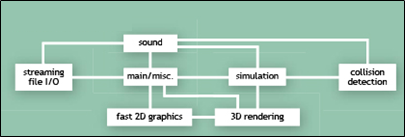 sound
streaming
file I/O
main/misc.
simulation
collision
detection
fast 2D graphics
3D rendering